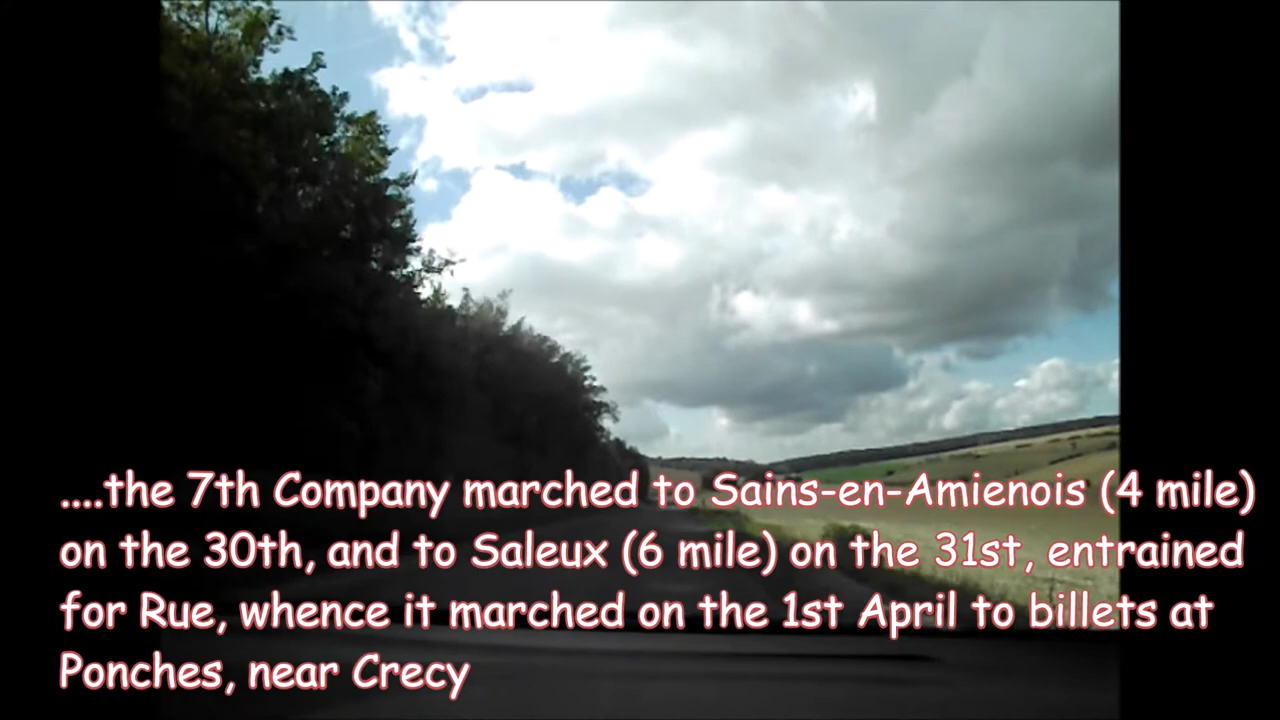 ....the 7th Company marched to Sains-en-Amienois (4 mile)
on the 30th, and to Saleux (6 mile) on the 31st, entrained
for Rue, whence it marched on the 1st April to billets at
Ponches, near Crecy